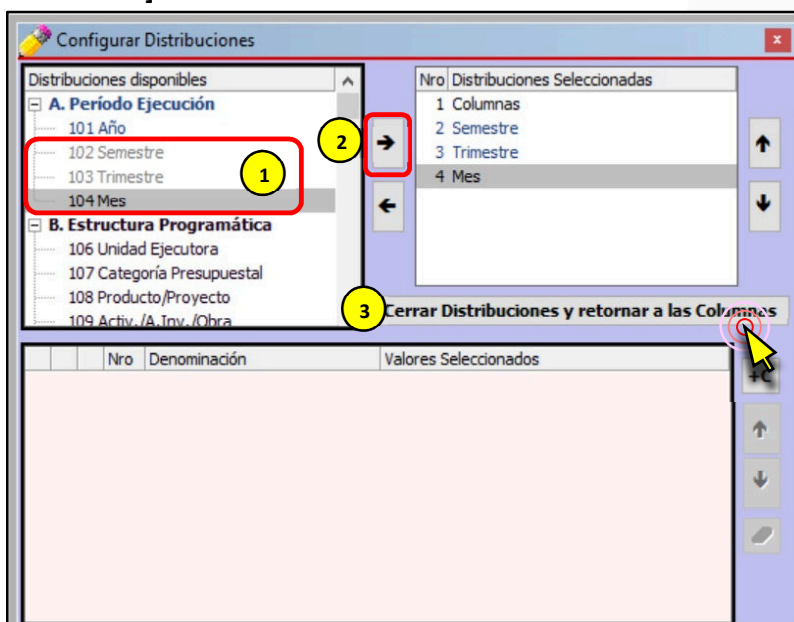 Configurar Distribuciones
x
Distribuciones disponibles
A. Período Ejecución
101 Año
102 Semestre
103 Trimestre
104 Mes
B. Estructura Programática
106 Unidad Ejecutora
107 Categoría Presupuestal
108 Producto/Proyecto
109 Activ./A.Inv./Obra
1
2
Nro Distribuciones Seleccionadas
1 Columnas
2 Semestre
3 Trimestre
4 Mes
3
Cerrar Distribuciones y retornar a las Columnas
Nro Denominación Valores Seleccionados
+C